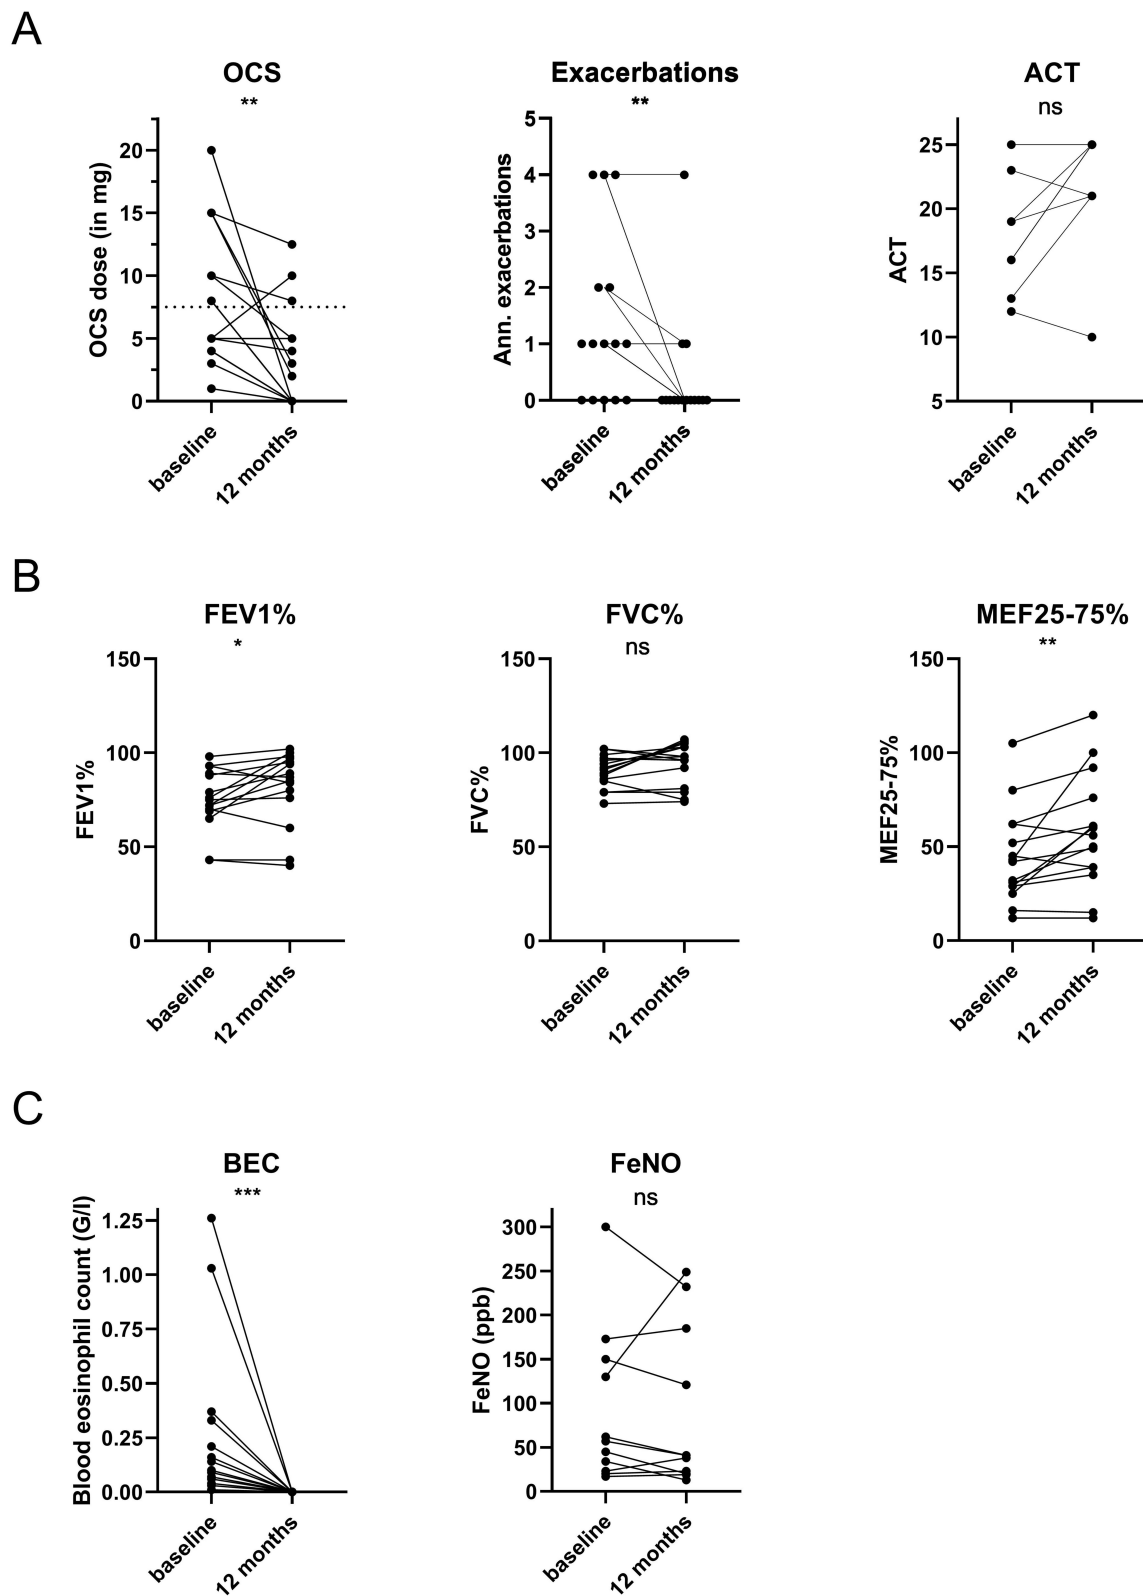 A
OCS
**
OCS dose (in mg)
20
15
10
5
0
baseline
12 months
Exacerbations
**
Ann. exacerbations
5
4
3
2
1
0
baseline
12 months
ACT
ns
ACT
25
20
15
10
5
baseline
12 months
B
FEV1%
*
FEV1%
150
100
50
0
baseline
12 months
FVC%
ns
FVC%
150
100
50
0
baseline
12 months
MEF25-75%
**
MEF25-75%
150
100
50
0
baseline
12 months
C
BEC
***
Blood eosinophil count (G/l)
1.25
1.00
0.75
0.50
0.25
0.00
baseline
12 months
FeNO
ns
FeNO (ppb)
300
250
200
150
100
50
0
baseline
12 months